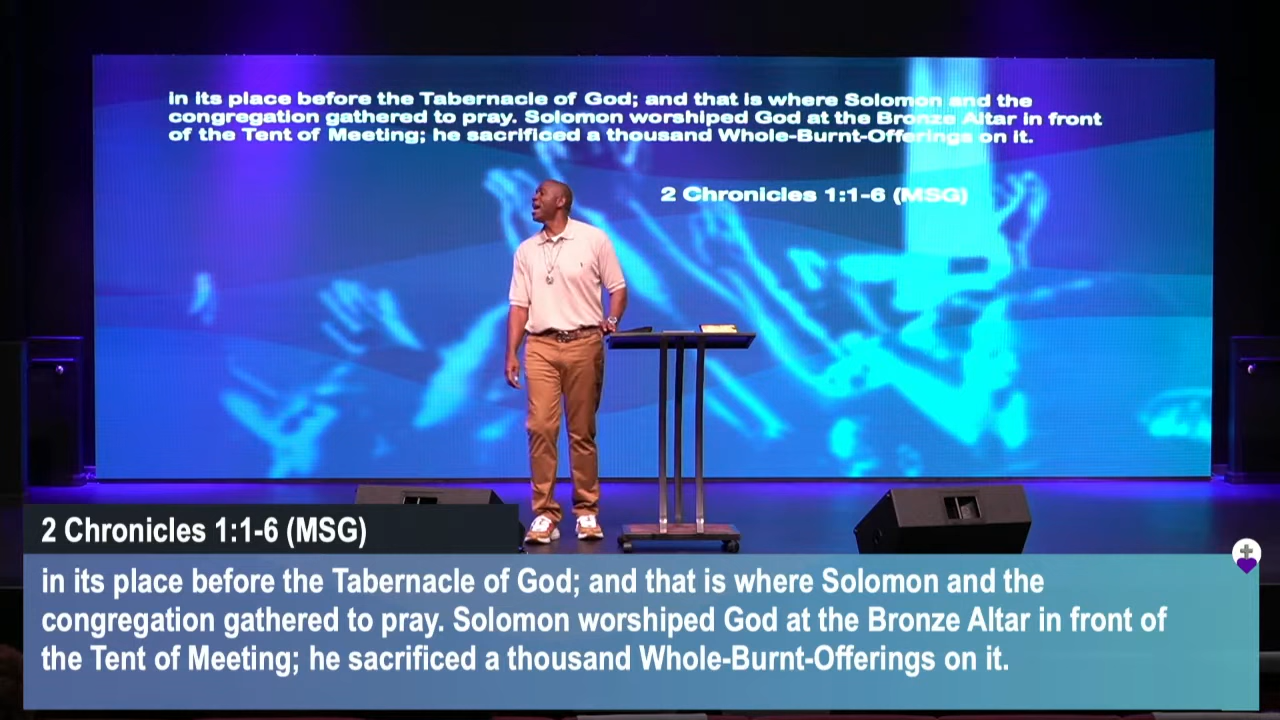 in its place before the Tabernacle of God; and that is where Solomon and the
congregation gathered to pray. Solomon worshiped God at the Bronze Altar in front
of the Tent of Meeting; he sacrificed a thousand Whole-Burnt-Offerings on it.
2 Chronicles 1:1-6 (MSG)
2 Chronicles 1:1-6 (MSG)
in its place before the Tabernacle of God; and that is where Solomon and the
congregation gathered to pray. Solomon worshiped God at the Bronze Altar in front of
the Tent of Meeting; he sacrificed a thousand Whole-Burnt-Offerings on it.